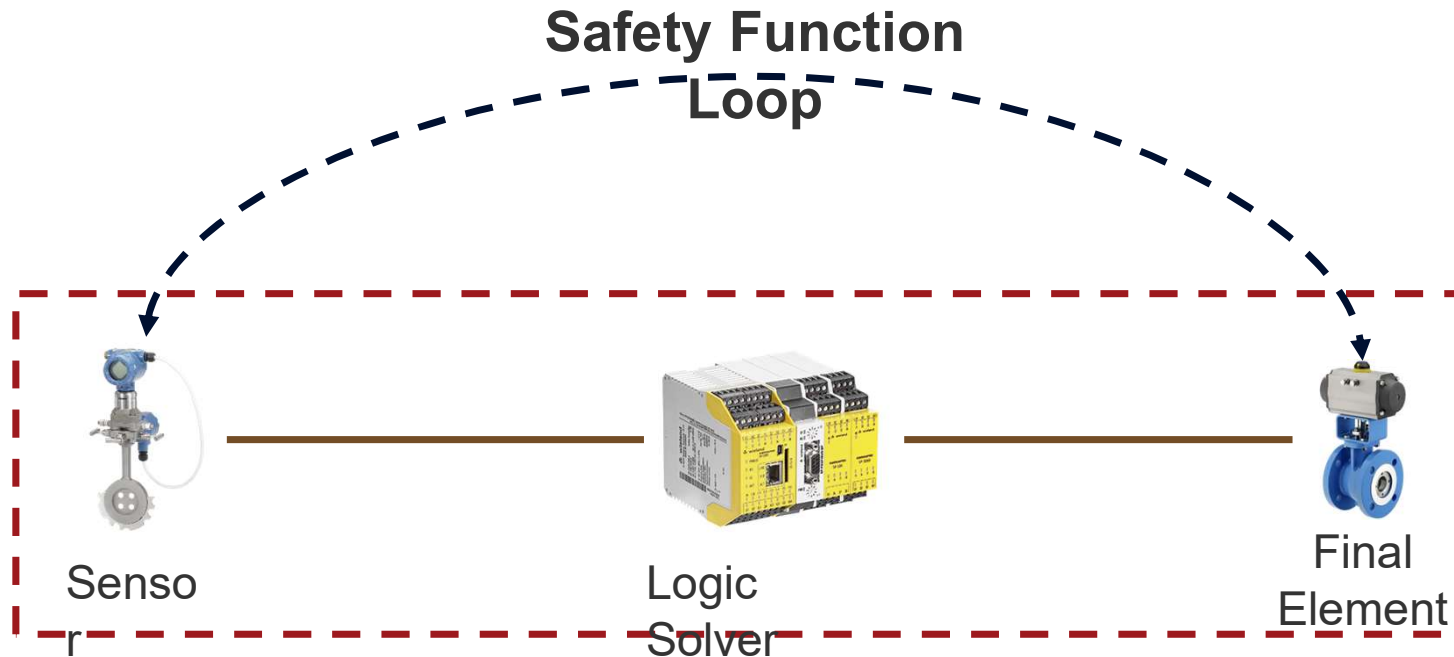 Safety Function
Loop
Senso
r
Logic
Solver
Final
Element